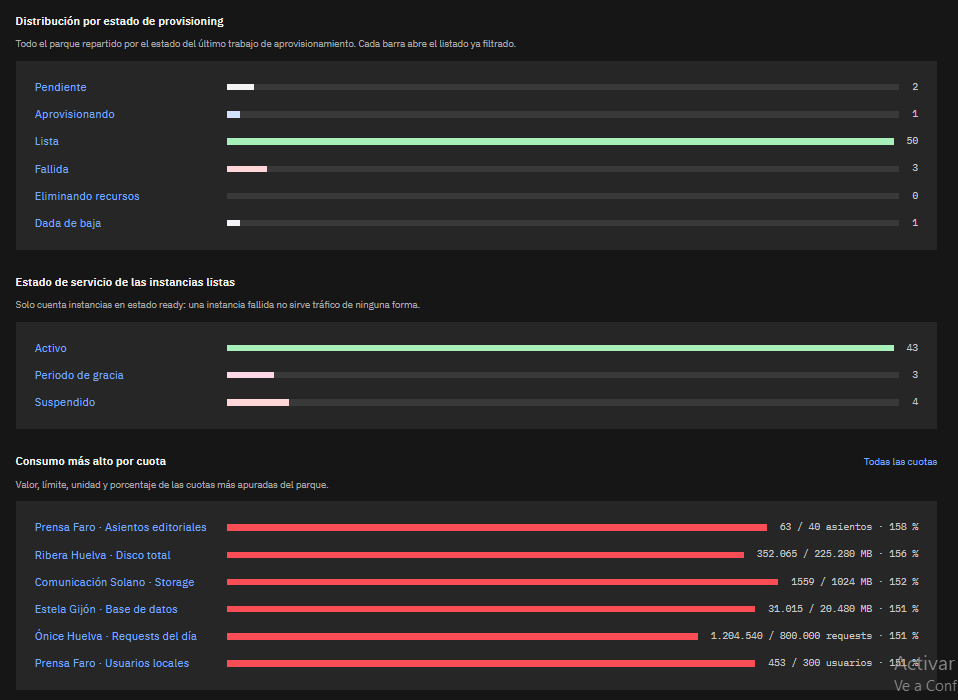 Distribución por estado de provisioning
Todo el parque repartido por el estado del último trabajo de aprovisionamiento. Cada barra abre el listado ya filtrado.
Pendiente 2
Aprovisionando 1
Lista 50
Fallida 3
Eliminando recursos 0
Dada de baja 1
Estado de servicio de las instancias listas
Solo cuenta instancias en estado ready: una instancia fallida no sirve tráfico de ninguna forma.
Activo 43
Periodo de gracia 3
Suspendido 4
Consumo más alto por cuota Todas las cuotas
Valor, límite, unidad y porcentaje de las cuotas más apuradas del parque.
Prensa Faro · Asientos editoriales 63 / 40 asientos · 158 %
Ribera Huelva · Disco total 352.065 / 225.280 MB · 156 %
Comunicación Solano · Storage 1559 / 1024 MB · 152 %
Estela Gijón · Base de datos 31.015 / 20.480 MB · 151 %
Ónice Huelva · Requests del día 1.204.540 / 800.000 requests · 151 %
Prensa Faro · Usuarios locales 453 / 300 usuarios · 151 %
Activar
Ve a Conf